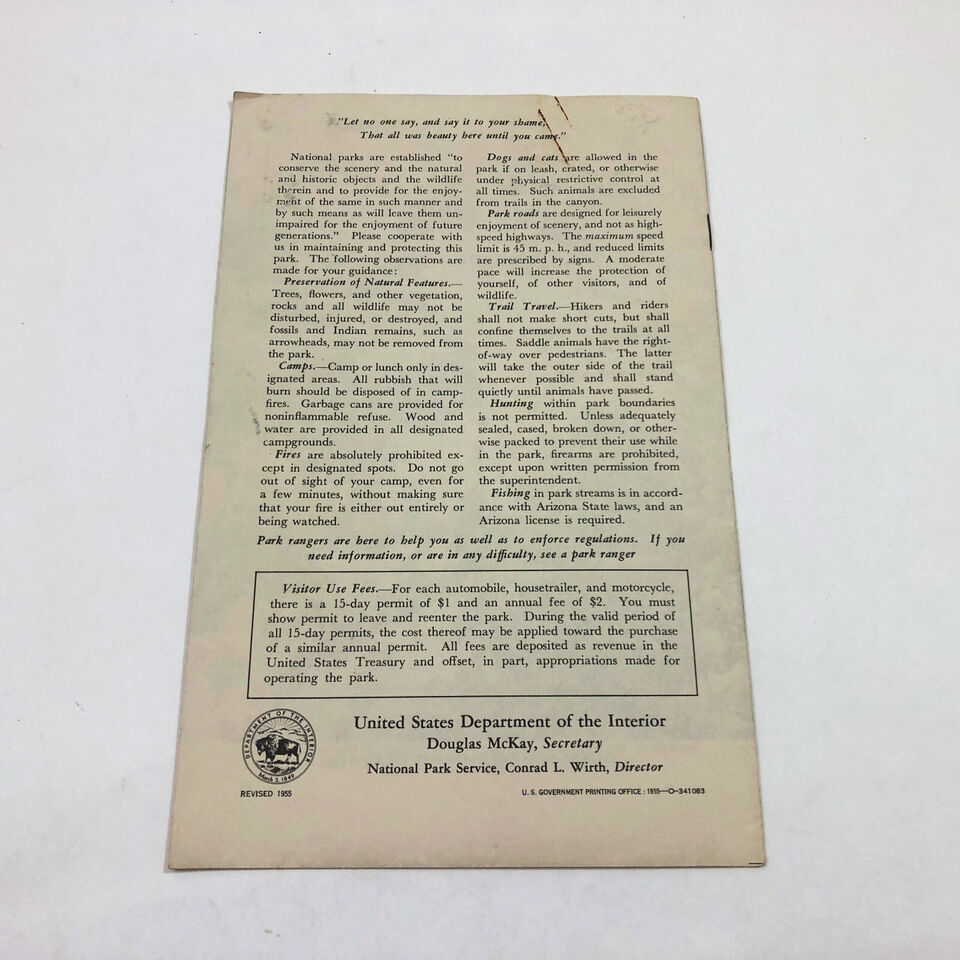 "Let no one say, and say it to your shame,
That all was beauty here until you came."
National parks are established "to
conserve the scenery and the natural
and historic objects and the wildlife
therein and to provide for the enjoy-
ment of the same in such manner and
by such means as will leave them un-
impaired for the enjoyment of future
generations." Please cooperate with
us in maintaining and protecting this
park. The following observations are
made for your guidance:
Preservation of Natural Features.—
Trees, flowers, and other vegetation,
rocks and all wildlife may not be
disturbed, injured, or destroyed, and
fossils and Indian remains, such as
arrowheads, may not be removed from
the park.
Camps.—Camp or lunch only in des-
ignated areas. All rubbish that will
burn should be disposed of in camp-
fires. Garbage cans are provided for
noninflammable refuse. Wood and
water are provided in all designated
campgrounds.
Fires are absolutely prohibited ex-
cept in designated spots. Do not go
out of sight of your camp, even for
a few minutes, without making sure
that your fire is either out entirely or
being watched.
Dogs and cats are allowed in the
park if on leash, crated, or otherwise
under physical restrictive control at
all times. Such animals are excluded
from trails in the canyon.
Park roads are designed for leisurely
enjoyment of scenery, and not as high-
speed highways. The maximum speed
limit is 45 m. p. h., and reduced limits
are prescribed by signs. A moderate
pace will increase the protection of
yourself, of other visitors, and of
wildlife.
Trail Travel.—Hikers and riders
shall not make short cuts, but shall
confine themselves to the trails at all
times. Saddle animals have the right-
of-way over pedestrians. The latter
will take the outer side of the trail
whenever possible and shall stand
quietly until animals have passed.
Hunting within park boundaries
is not permitted. Unless adequately
sealed, cased, broken down, or other-
wise packed to prevent their use while
in the park, firearms are prohibited,
except upon written permission from
the superintendent.
Fishing in park streams is in accord-
ance with Arizona State laws, and an
Arizona license is required.
Park rangers are here to help you as well as to enforce regulations. If you
need information, or are in any difficulty, see a park ranger
Visitor Use Fees.—For each automobile, housetrailer, and motorcycle,
there is a 15-day permit of $1 and an annual fee of $2. You must
show permit to leave and reenter the park. During the valid period of
all 15-day permits, the cost thereof may be applied toward the purchase
of a similar annual permit. All fees are deposited as revenue in the
United States Treasury and offset, in part, appropriations made for
operating the park.
DEPARTMENT OF THE INTERIOR
March 3, 1849
United States Department of the Interior
Douglas McKay, Secretary
National Park Service, Conrad L. Wirth, Director
REVISED 1955
U. S. GOVERNMENT PRINTING OFFICE : 1955—O-341083